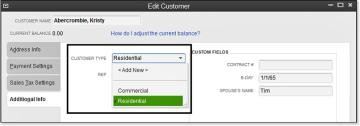 Edit Customer
CUSTOMER NAME Abercrombie, Kristy
CURRENT BALANCE 0.00 How do I adjust the current balance?
Address Info
Payment Settings
Sales Tax Settings
Additional Info
CUSTOMER TYPE Residential
< Add New >
Commercial
Residential
REP
CUSTOM FIELDS
CONTRACT #
B-DAY 1/1/65
SPOUSE'S NAME Tim